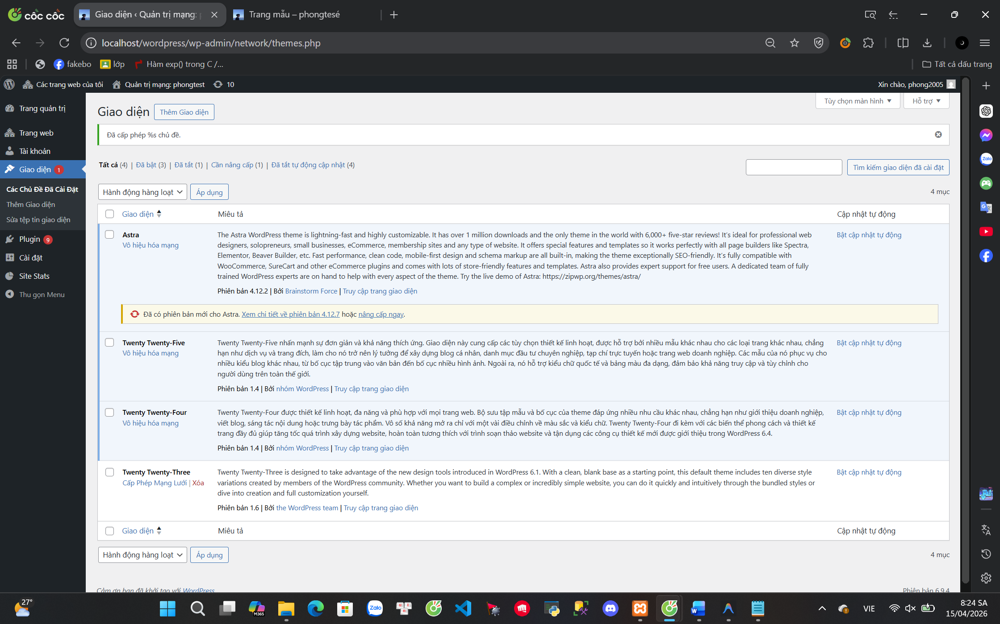 cốc cốc
Giao diện ‹ Quản trị mạng: p
Trang mẫu – phongtesé
localhost/wordpress/wp-admin/network/themes.php
fakebo
lớp
Hàm exp() trong C /...
Tất cả dấu trang
Các trang web của tôi
Quản trị mạng: phongtest
10
Xin chào, phong2005
Trang quản trị
Trang web
Tài khoản
Giao diện 1
Các Chủ Đề Đã Cài Đặt
Thêm Giao diện
Sửa tệp tin giao diện
Plugin 9
Cài đặt
Site Stats
Thu gọn Menu
Tùy chọn màn hình
Hỗ trợ
Giao diện
Thêm Giao diện
Đã cấp phép %s chủ đề.
Tất cả (4) | Đã bật (3) | Đã tắt (1) | Cần nâng cấp (1) | Đã tắt tự động cập nhật (4)
Tìm kiếm giao diện đã cài đặt
Hành động hàng loạt
Áp dụng
4 mục
Giao diện
Miêu tả
Cập nhật tự động
Astra
Vô hiệu hóa mạng
The Astra WordPress theme is lightning-fast and highly customizable. It has over 1 million downloads and the only theme in the world with 6,000+ five-star reviews! It’s ideal for professional web
designers, solopreneurs, small businesses, eCommerce, membership sites and any type of website. It offers special features and templates so it works perfectly with all page builders like Spectra,
Elementor, Beaver Builder, etc. Fast performance, clean code, mobile-first design and schema markup are all built-in, making the theme exceptionally SEO-friendly. It’s fully compatible with
WooCommerce, SureCart and other eCommerce plugins and comes with lots of store-friendly features and templates. Astra also provides expert support for free users. A dedicated team of fully
trained WordPress experts are on hand to help with every aspect of the theme. Try the live demo of Astra: https://zipwp.org/themes/astra/
Phiên bản 4.12.2 | Bởi Brainstorm Force | Truy cập trang giao diện
Bật cập nhật tự động
Đã có phiên bản mới cho Astra. Xem chi tiết về phiên bản 4.12.7 hoặc nâng cấp ngay.
Twenty Twenty-Five
Vô hiệu hóa mạng
Twenty Twenty-Five nhấn mạnh sự đơn giản và khả năng thích ứng. Giao diện này cung cấp các tùy chọn thiết kế linh hoạt, được hỗ trợ bởi nhiều mẫu khác nhau cho các loại trang khác nhau, chẳng
hạn như dịch vụ và trang đích, làm cho nó trở nên lý tưởng để xây dựng blog cá nhân, danh mục đầu tư chuyên nghiệp, tạp chí trực tuyến hoặc trang web doanh nghiệp. Các mẫu của nó phục vụ cho
nhiều kiểu blog khác nhau, từ bố cục tập trung vào văn bản đến bố cục nhiều hình ảnh. Ngoài ra, nó hỗ trợ kiểu chữ quốc tế và bảng màu đa dạng, đảm bảo khả năng truy cập và tùy chỉnh cho
người dùng trên toàn thế giới.
Phiên bản 1.4 | Bởi nhóm WordPress | Truy cập trang giao diện
Bật cập nhật tự động
Twenty Twenty-Four
Vô hiệu hóa mạng
Twenty Twenty-Four được thiết kế linh hoạt, đa năng và phù hợp với mọi trang web. Bộ sưu tập mẫu và bố cục của theme đáp ứng nhiều nhu cầu khác nhau, chẳng hạn như giới thiệu doanh nghiệp,
viết blog, sáng tác nội dung hoặc trưng bày tác phẩm. Vô số khả năng mở ra chỉ với một vài điều chỉnh về màu sắc và kiểu chữ. Twenty Twenty-Four đi kèm với các biến thể phong cách và thiết kế
trang đầy đủ giúp tăng tốc quá trình xây dựng website, hoàn toàn tương thích với trình soạn thảo website và tận dụng các công cụ thiết kế mới được giới thiệu trong WordPress 6.4.
Phiên bản 1.4 | Bởi nhóm WordPress | Truy cập trang giao diện
Bật cập nhật tự động
Twenty Twenty-Three
Cấp Phép Mạng Lưới | Xóa
Twenty Twenty-Three is designed to take advantage of the new design tools introduced in WordPress 6.1. With a clean, blank base as a starting point, this default theme includes ten diverse style
variations created by members of the WordPress community. Whether you want to build a complex or incredibly simple website, you can do it quickly and intuitively through the bundled styles or
dive into creation and full customization yourself.
Phiên bản 1.6 | Bởi the WordPress team | Truy cập trang giao diện
Bật cập nhật tự động
Giao diện
Miêu tả
Cập nhật tự động
Hành động hàng loạt
Áp dụng
4 mục
Cảm ơn bạn đã khởi tạo với WordPress
Phiên bản 6.9.4
Zalo
27°
M365
Zalo
VIE
8:24 SA
15/04/2026